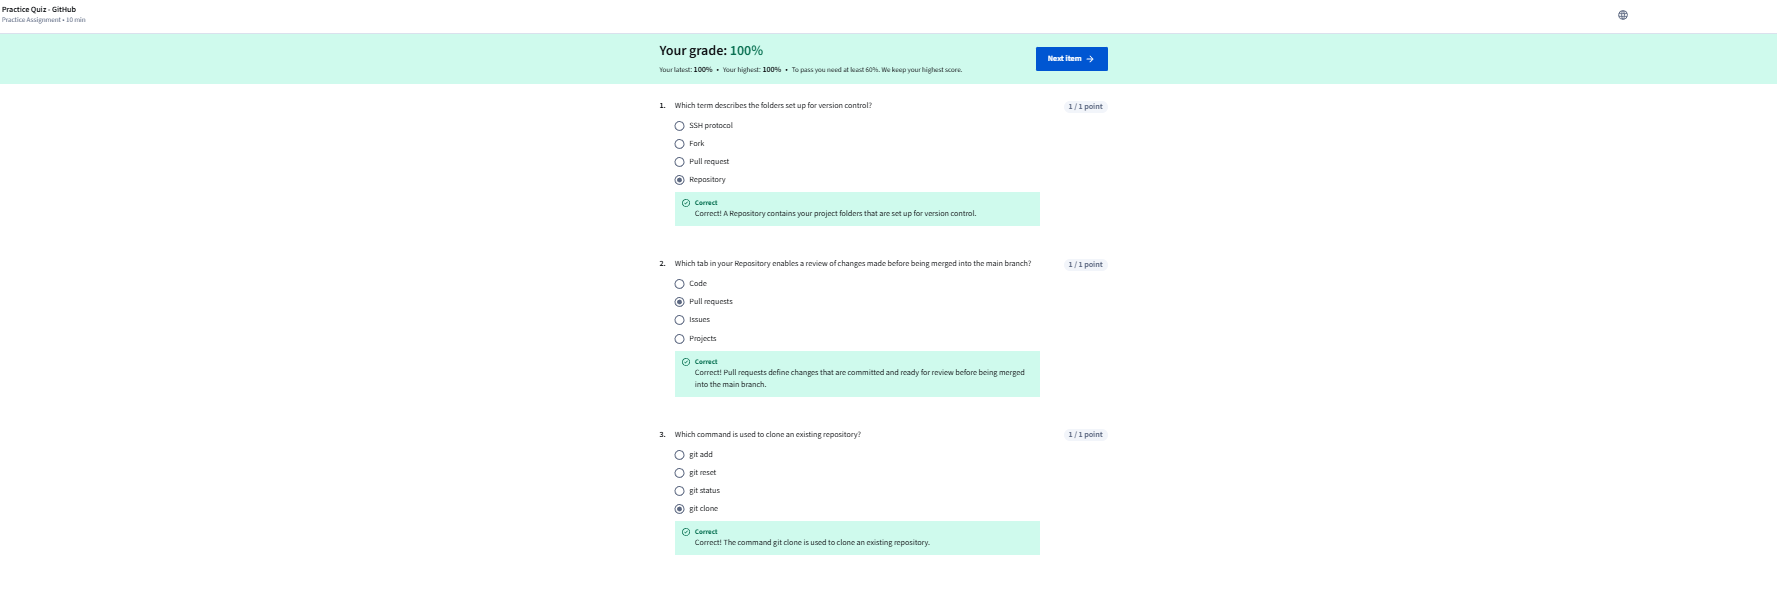 Practice Quiz - GitHub
Practice Assignment • 10 min
Your grade: 100%
Your latest: 100% • Your highest: 100% • To pass you need at least 60%. We keep your highest score.
Next item →
1. Which term describes the folders set up for version control?
1 / 1 point
SSH protocol
Fork
Pull request
Repository
Correct
Correct! A Repository contains your project folders that are set up for version control.
2. Which tab in your Repository enables a review of changes made before being merged into the main branch?
1 / 1 point
Code
Pull requests
Issues
Projects
Correct
Correct! Pull requests define changes that are committed and ready for review before being merged
into the main branch.
3. Which command is used to clone an existing repository?
1 / 1 point
git add
git reset
git status
git clone
Correct
Correct! The command git clone is used to clone an existing repository.